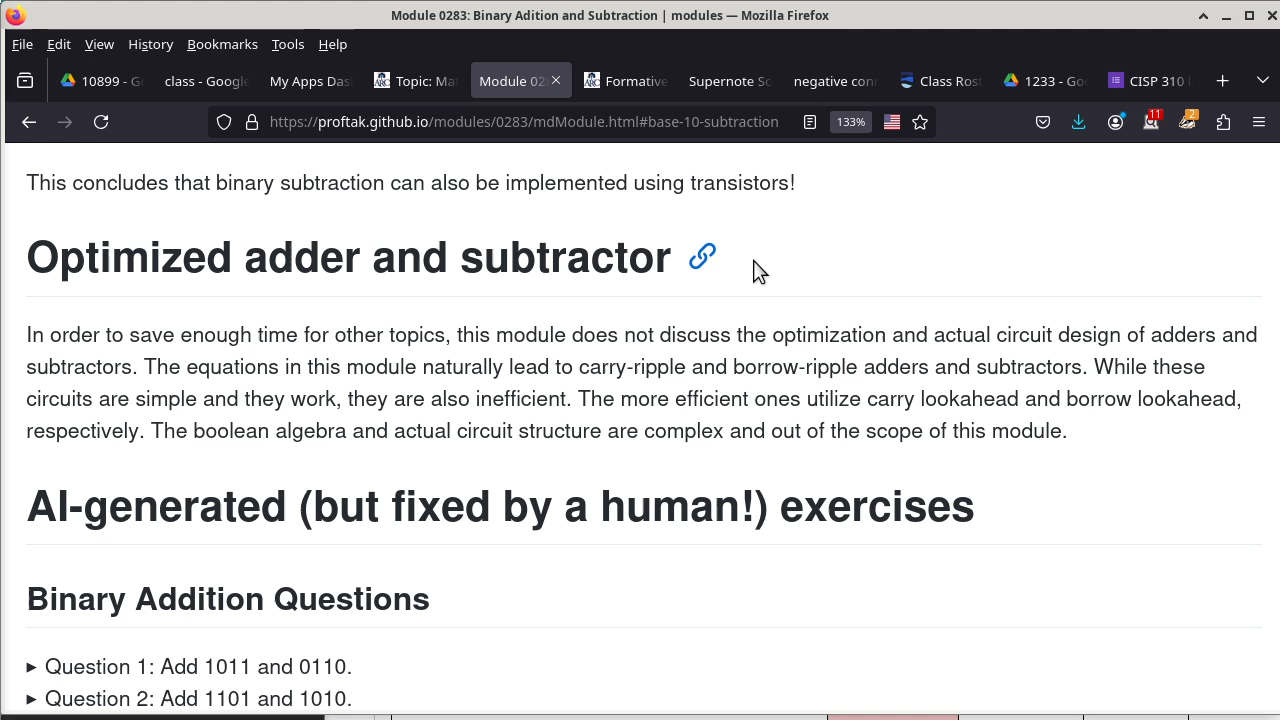 Module 0283: Binary Adition and Subtraction | modules — Mozilla Firefox
File Edit View History Bookmarks Tools Help
10899 - G class - Google My Apps Das Topic: Ma Module 02 Formative Supernote Sc negative con Class Ros 1233 - Goo CISP 310
https://proftak.github.io/modules/0283/mdModule.html#base-10-subtraction 133% 11 2
This concludes that binary subtraction can also be implemented using transistors!
Optimized adder and subtractor
In order to save enough time for other topics, this module does not discuss the optimization and actual circuit design of adders and
subtractors. The equations in this module naturally lead to carry-ripple and borrow-ripple adders and subtractors. While these
circuits are simple and they work, they are also inefficient. The more efficient ones utilize carry lookahead and borrow lookahead,
respectively. The boolean algebra and actual circuit structure are complex and out of the scope of this module.
AI-generated (but fixed by a human!) exercises
Binary Addition Questions
Question 1: Add 1011 and 0110.
Question 2: Add 1101 and 1010.